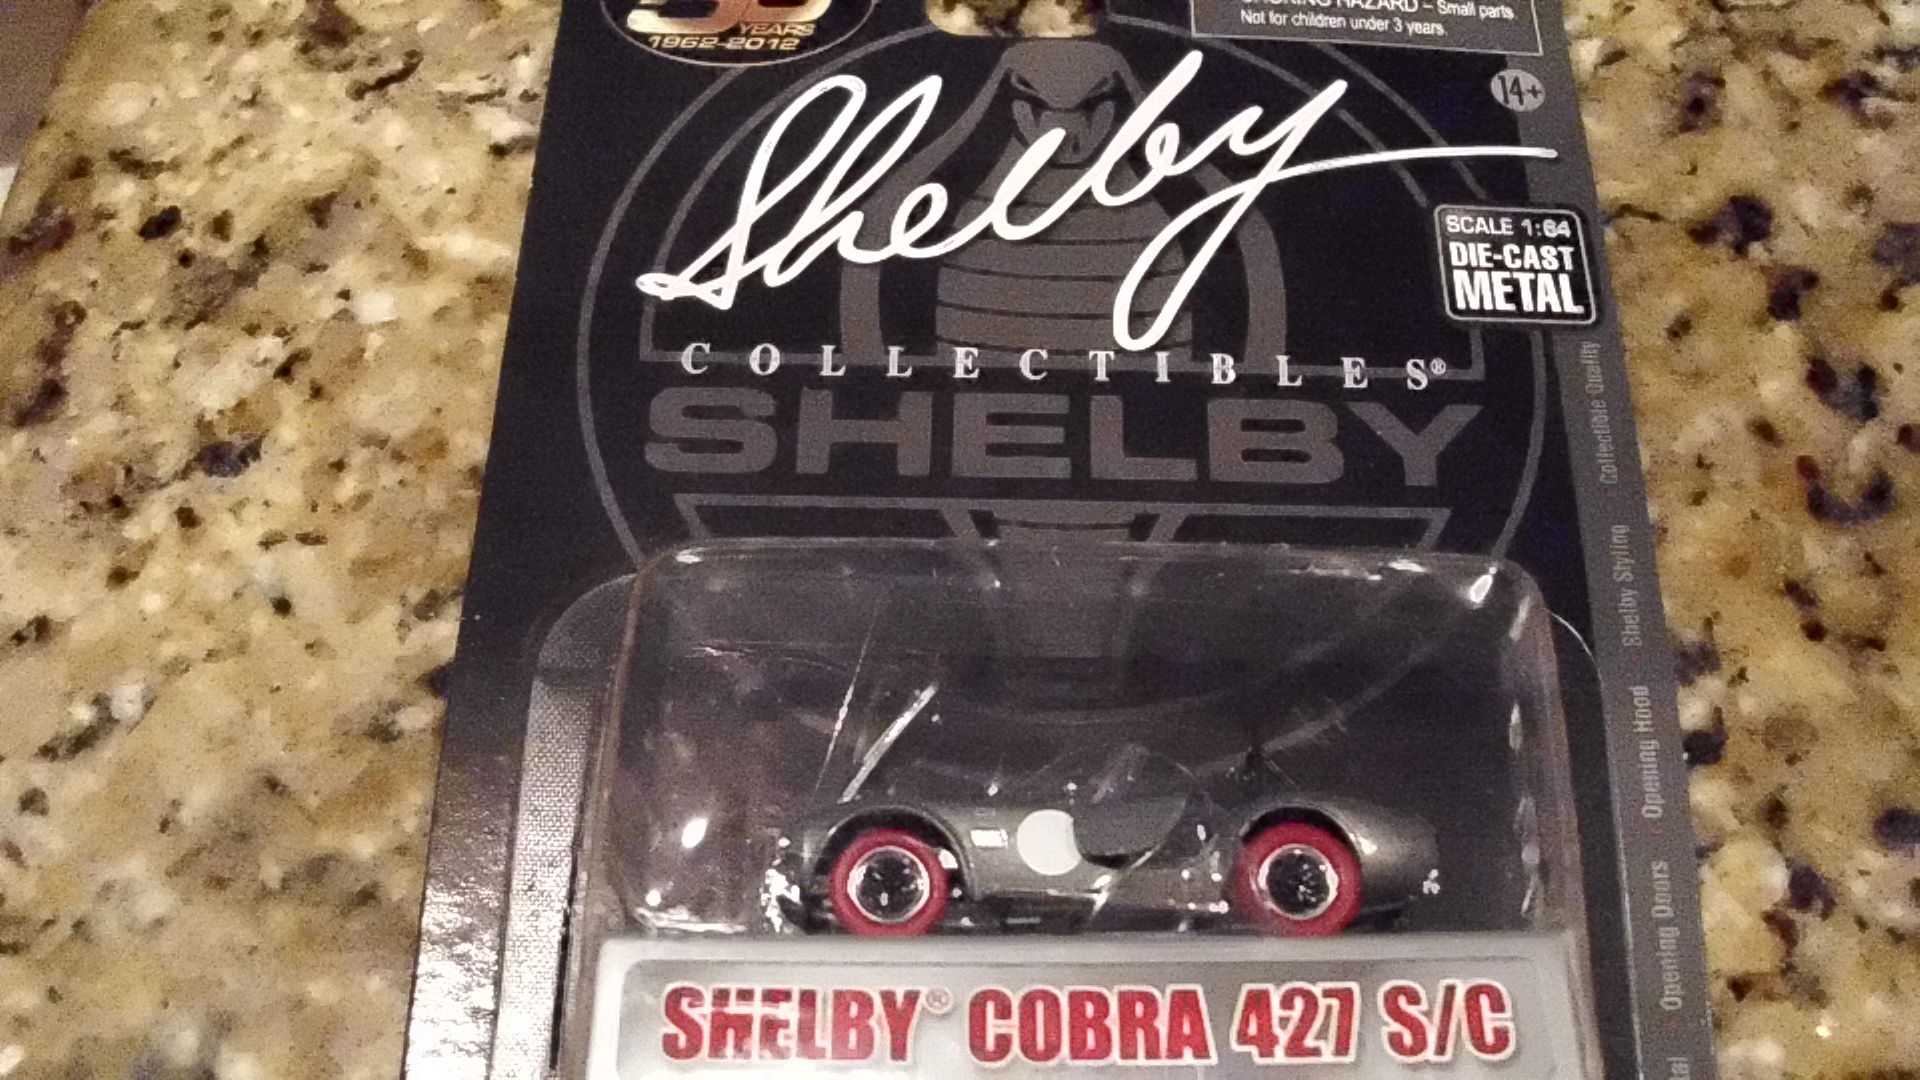 50
YEARS
1962-2012
HAZARD – Small parts
Not for children under 3 years.
14+
Shelby
COLLECTIBLES®
SCALE 1:64
DIE-CAST
METAL
SHELBY
Opening Doors • Opening Hood • Shelby Styling • Collectible Quality
SHELBY® COBRA 427 S/C